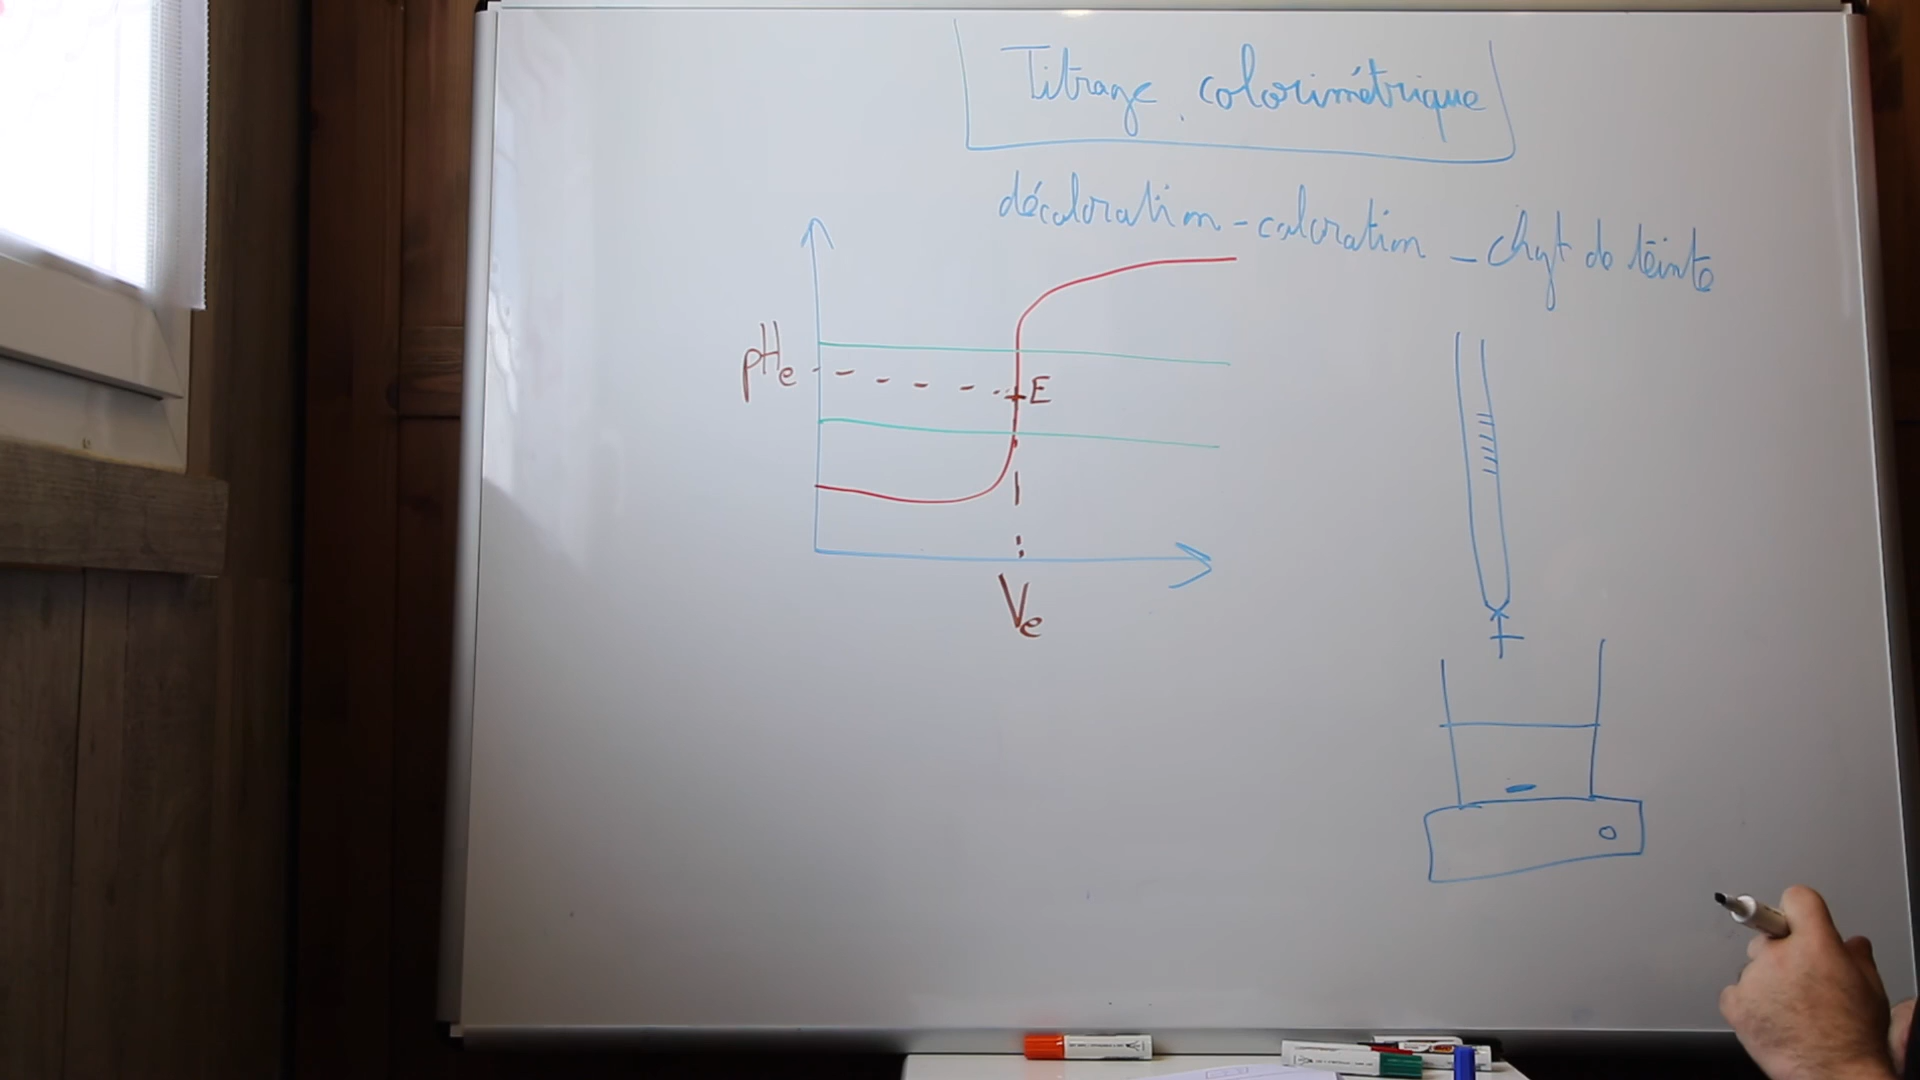 Titrage colorimétrique
décoloration - coloration - chgt de teinte
pHe
E
Ve